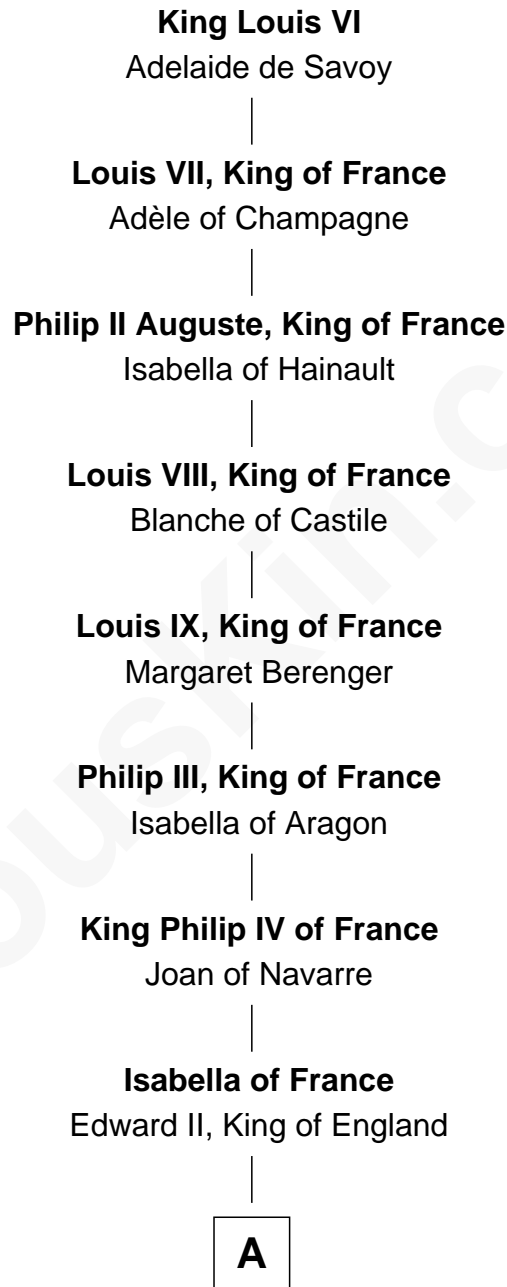 King Louis VI
Adelaide de Savoy
Louis VII, King of France
Adèle of Champagne
Philip II Auguste, King of France
Isabella of Hainault
Louis VIII, King of France
Blanche of Castile
Louis IX, King of France
Margaret Berenger
Philip III, King of France
Isabella of Aragon
King Philip IV of France
Joan of Navarre
Isabella of France
Edward II, King of England
A